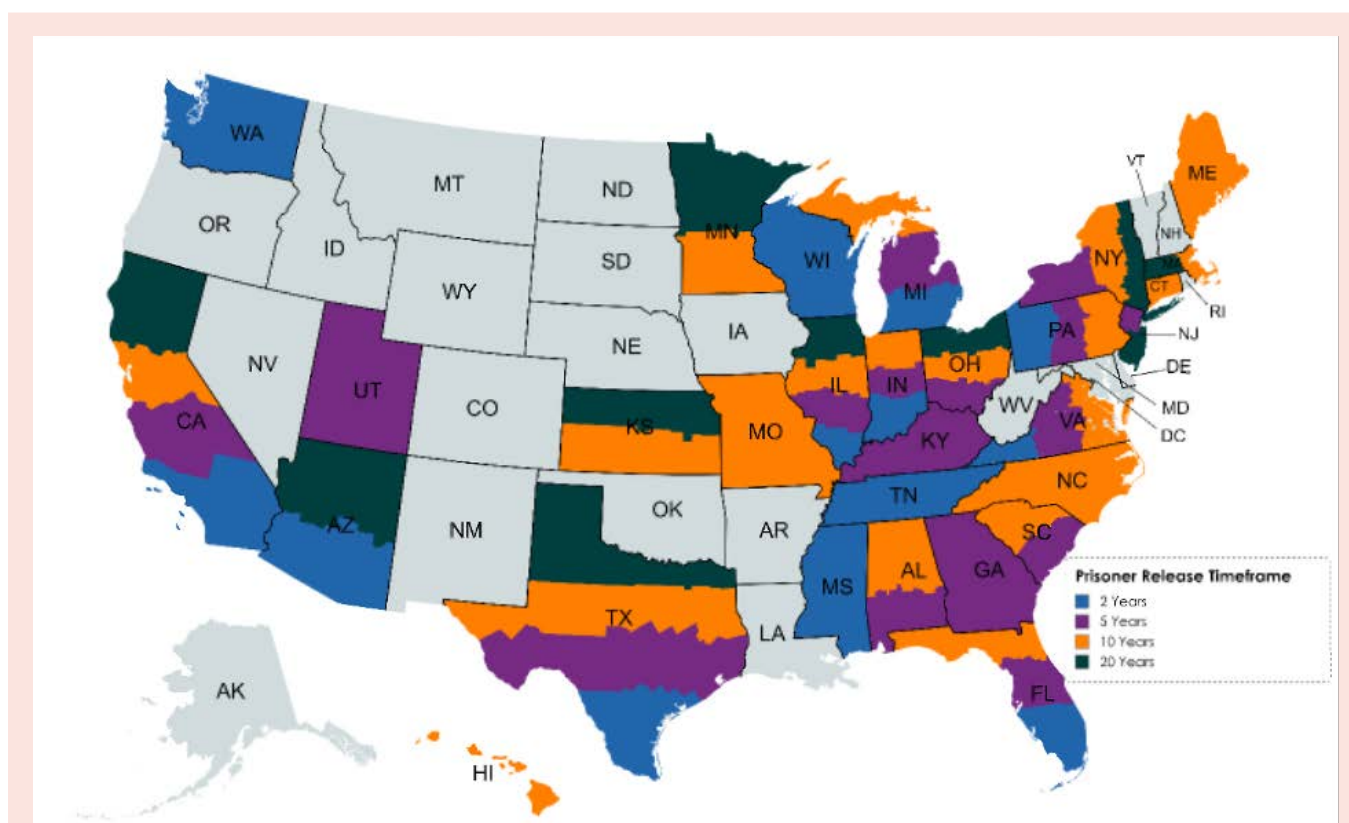 WA
MT
ND
MN
VT
ME
OR
ID
SD
WI
NY
NH
MA
WY
MI
CT
RI
IA
PA
NJ
NE
OH
NV
IL
IN
DE
UT
CO
WV
MD
CA
KS
MO
KY
VA
DC
NC
TN
AZ
NM
OK
AR
SC
MS
AL
GA
Prisoner Release Timeframe
2 Years
5 Years
10 Years
20 Years
TX
LA
AK
FL
HI